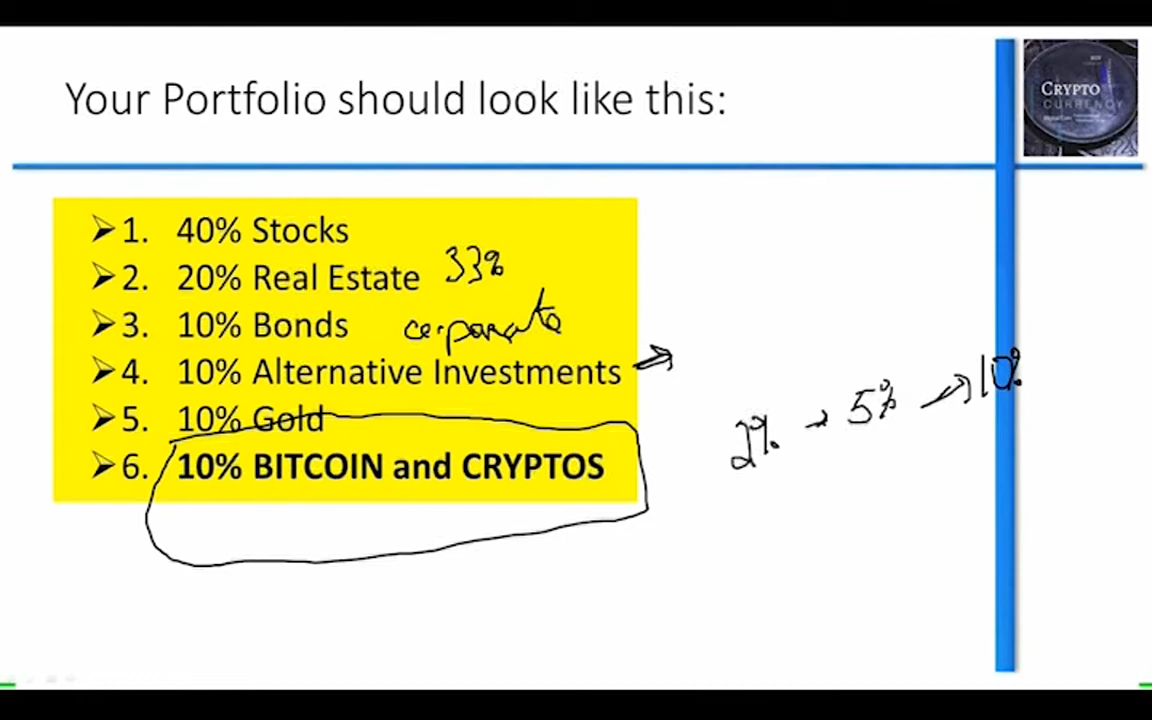 Your Portfolio should look like this:
CRYPTO
CURRENCY
➢1. 40% Stocks
➢2. 20% Real Estate 33%
➢3. 10% Bonds corporate
➢4. 10% Alternative Investments →
➢5. 10% Gold
➢6. 10% BITCOIN and CRYPTOS
2% → 5% → 10%